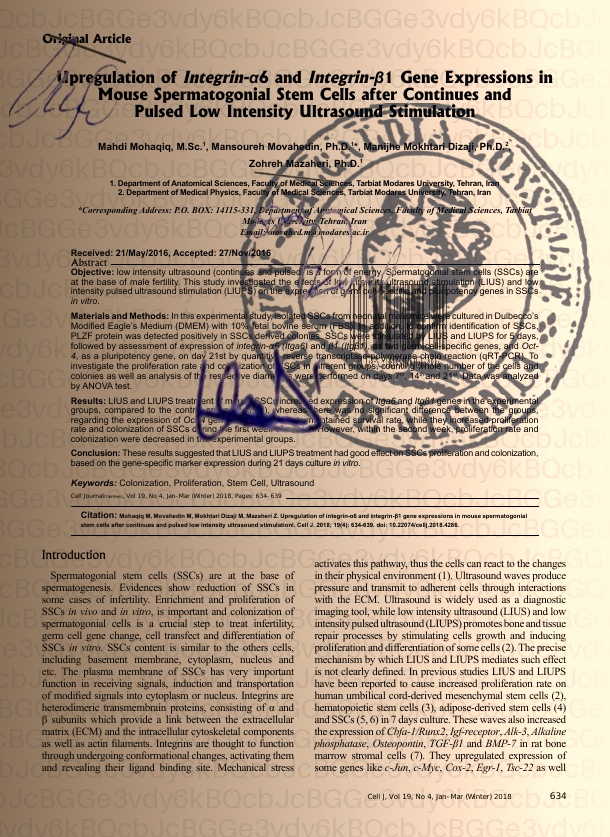 Original Article
Upregulation of Integrin-α6 and Integrin-β1 Gene Expressions in
Mouse Spermatogonial Stem Cells after Continues and
Pulsed Low Intensity Ultrasound Stimulation
Mahdi Mohaqiq, M.Sc.1, Mansoureh Movahedin, Ph.D.1*, Manijhe Mokhtari Dizaji, Ph.D.2,
Zohreh Mazaheri, Ph.D.1
1. Department of Anatomical Sciences, Faculty of Medical Sciences, Tarbiat Modares University, Tehran, Iran
2. Department of Medical Physics, Faculty of Medical Sciences, Tarbiat Modares University, Tehran, Iran
*Corresponding Address: P.O. BOX: 14115-331, Department of Anatomical Sciences, Faculty of Medical Sciences, Tarbiat
Modares University, Tehran, Iran
Email: movahed.m@modares.ac.ir
Received: 21/May/2016, Accepted: 27/Nov/2016
Abstract
Objective: low intensity ultrasound (continues and pulsed) is a form of energy. Spermatogonial stem cells (SSCs) are
at the base of male fertility. This study investigated the effects of low intensity ultrasound stimulation (LIUS) and low
intensity pulsed ultrasound stimulation (LIUPS) on the expression of germ cell specific and pluripotency genes in SSCs
in vitro.
Materials and Methods: In this experimental study, isolated SSCs from neonatal male mice were cultured in Dulbecco's
Modified Eagle's Medium (DMEM) with 10% fetal bovine serum (FBS). In addition, to confirm identification of SSCs,
PLZF protein was detected positively in SSCs-derived colonies. SSCs were stimulated by LIUS and LIUPS for 5 days,
followed by assessment of expression of integrin-α6 (Itga6) and β1 (Itgβ1), as two germ cell-specific genes, and Oct-
4, as a pluripotency gene, on day 21st by quantitative reverse transcriptase polymerase chain reaction (qRT-PCR). To
investigate the proliferation rate and colonization of SSCs in different groups, counting whole number of the cells and
colonies as well as analysis of the respective diameters were performed on days 7th, 14th and 21st. Data was analyzed
by ANOVA test.
Results: LIUS and LIUPS treatment of mouse SSCs increased expression of Itga6 and Itgβ1 genes in the experimental
groups, compared to the control group, whereas there was no significant difference between the groups,
regarding the expression of Oct-4 gene. maintained survival rate, while they increased proliferation
rate and colonization of SSCs during the first week However, within the second week, proliferation rate and
colonization were decreased in the experimental groups.
Conclusion: These results suggested that LIUS and LIUPS treatment had good effect on SSCs proliferation and colonization,
based on the gene-specific marker expression during 21 days culture in vitro.
Keywords: Colonization, Proliferation, Stem Cell, Ultrasound
Cell Journal(Yakhteh), Vol 19, No 4, Jan-Mar (Winter) 2018, Pages: 634-639
Citation: Mohaqiq M, Movahedin M, Mokhtari Dizaji M, Mazaheri Z. Upregulation of integrin-α6 and integrin-β1 gene expressions in mouse spermatogonial
stem cells after continues and pulsed low intensity ultrasound stimulationl. Cell J. 2018; 19(4): 634-639. doi: 10.22074/cellj.2018.4286.
Introduction
Spermatogonial stem cells (SSCs) are at the base of
spermatogenesis. Evidences show reduction of SSCs in
some cases of infertility. Enrichment and proliferation of
SSCs in vivo and in vitro, is important and colonization of
spermatogonial cells is a crucial step to treat infertility,
germ cell gene change, cell transfect and differentiation of
SSCs in vitro. SSCs content is similar to the others cells,
including basement membrane, cytoplasm, nucleus and
etc. The plasma membrane of SSCs has very important
function in receiving signals, induction and transportation
of modified signals into cytoplasm or nucleus. Integrins are
heterodimeric transmembrane proteins, consisting of α and
β subunits which provide a link between the extracellular
matrix (ECM) and the intracellular cytoskeletal components
as well as actin filaments. Integrins are thought to function
through undergoing conformational changes, activating them
and revealing their ligand binding site. Mechanical stress
activates this pathway, thus the cells can react to the changes
in their physical environment (1). Ultrasound waves produce
pressure and transmit to adherent cells through interactions
with the ECM. Ultrasound is widely used as a diagnostic
imaging tool, while low intensity ultrasound (LIUS) and low
intensity pulsed ultrasound (LIUPS) promotes bone and tissue
repair processes by stimulating cells growth and inducing
proliferation and differentiation of some cells (2). The precise
mechanism by which LIUS and LIUPS mediates such effect
is not clearly defined. In previous studies LIUS and LIUPS
have been reported to cause increased proliferation rate on
human umbilical cord-derived mesenchymal stem cells (2),
hematopoietic stem cells (3), adipose-derived stem cells (4)
and SSCs (5, 6) in 7 days culture. These waves also increased
the expression of Cbfa-1/Runx2, Igf-receptor, Alk-3, Alkaline
phosphatase, Osteopontin, TGF-β1 and BMP-7 in rat bone
marrow stromal cells (7). They upregulated expression of
some genes like c-Jun, c-Myc, Cox-2, Egr-1, Tsc-22 as well
Cell J, Vol 19, No 4, Jan-Mar (Winter) 2018 634